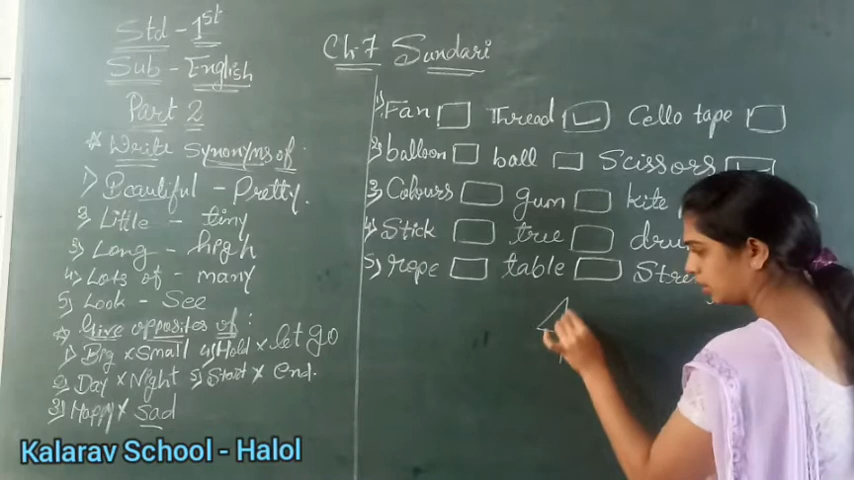 Std - 1st
Sub - English
Part 2
* Write synonyms of :
1) Beautiful - Pretty.
2) Little - tiny
3) Long - high
4) Lots of - many
5) Look - See
* Give opposites of :
1) Big × Small 4) Hold × let go
2) Day × Night 5) Start × End.
3) Happy × Sad
Kalarav School - Halol
Ch-7 Sundari
1) Fan Thread ✓ Cello tape
2) balloon ball Scissors
3) Colours gum kite
4) Stick
5) rope table